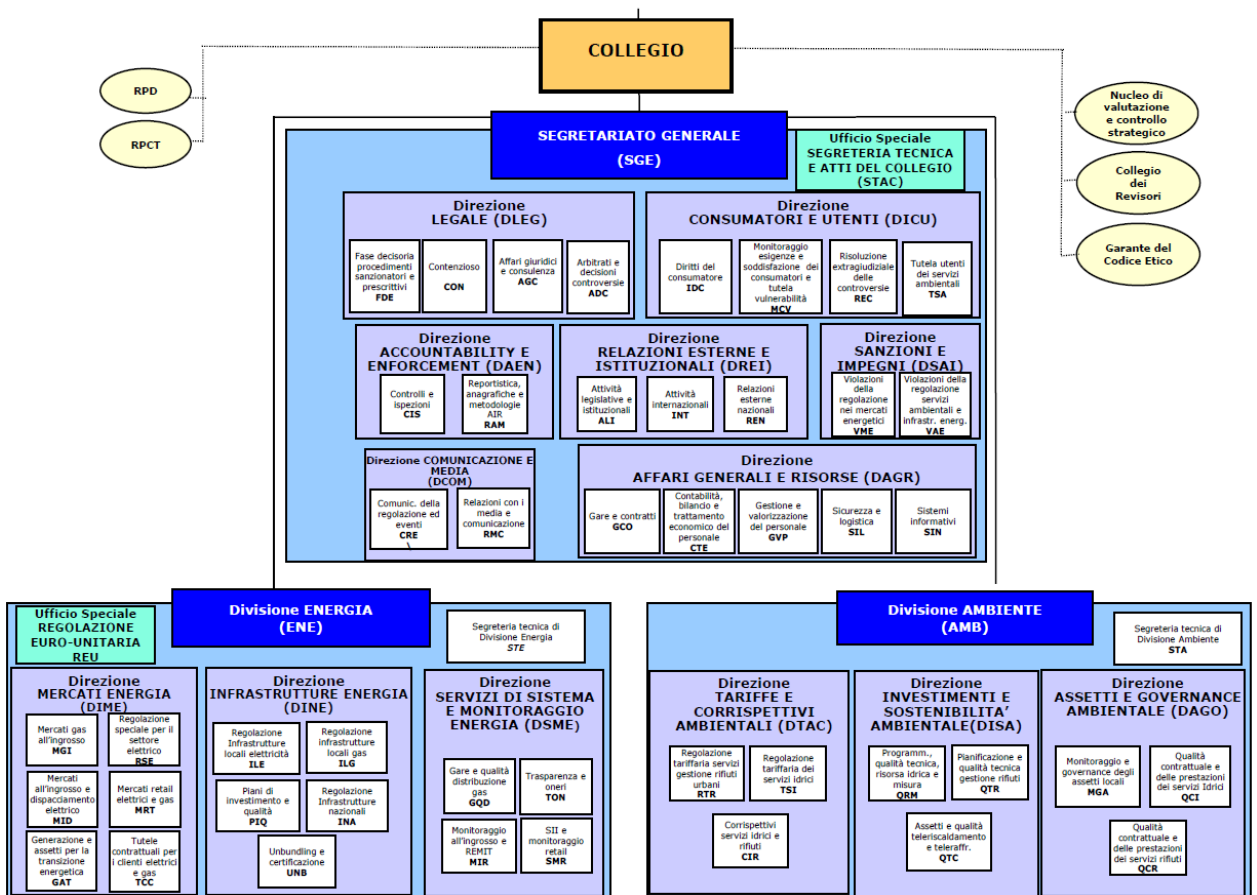 COLLEGIO
RPD
RPCT
Nucleo di
valutazione
e controllo
strategico
Collegio
dei
Revisori
Garante del
Codice Etico
SEGRETARIATO GENERALE
(SGE)
Ufficio Speciale
SEGRETERIA TECNICA
E ATTI DEL COLLEGIO
(STAC)
Direzione
LEGALE (DLEG)
Fase decisoria
procedimenti
sanzionatori e
prescrittivi
FDE
Contenzioso
CON
Affari giuridici
e consulenza
AGC
Arbitrati e
decisioni
controversie
ADC
Direzione
CONSUMATORI E UTENTI (DICU)
Diritti del
consumatore
IDC
Monitoraggio
esigenze e
soddisfazione dei
consumatori e
tutela
vulnerabilità
MCV
Risoluzione
extragiudiziale
delle
controversie
REC
Tutela utenti
dei servizi
ambientali
TSA
Direzione
ACCOUNTABILITY E
ENFORCEMENT (DAEN)
Controlli e
ispezioni
CIS
Reportistica,
anagrafiche e
metodologie
AIR
RAM
Direzione
RELAZIONI ESTERNE E
ISTITUZIONALI (DREI)
Attività
legislative e
istituzionali
ALI
Attività
internazionali
INT
Relazioni
esterne
nazionali
REN
Direzione
SANZIONI E
IMPEGNI (DSAI)
Violazioni
della
regolazione
nei mercati
energetici
VME
Violazioni della
regolazione
servizi
ambientali e
infrastr. energ.
VAE
Direzione COMUNICAZIONE E
MEDIA
(DCOM)
Comunic. della
regolazione ed
eventi
CRE
\
Relazioni con i
media e
comunicazione
RMC
Direzione
AFFARI GENERALI E RISORSE (DAGR)
Gare e contratti
GCO
Contabilità,
bilancio e
trattamento
economico del
personale
CTE
Gestione e
valorizzazione
del personale
GVP
Sicurezza e
logistica
SIL
Sistemi
informativi
SIN
Divisione ENERGIA
(ENE)
Ufficio Speciale
REGOLAZIONE
EURO-UNITARIA
REU
Segreteria tecnica di
Divisione Energia
STE
Direzione
MERCATI ENERGIA
(DIME)
Mercati gas
all'ingrosso
MGI
Regolazione
speciale per il
settore
elettrico
RSE
Mercati
all'ingrosso e
dispacciamento
elettrico
MID
Mercati retail
elettrici e gas
MRT
Generazione e
assetti per la
transizione
energetica
GAT
Tutele
contrattuali per
i clienti elettrici
e gas
TCC
Direzione
INFRASTRUTTURE ENERGIA
(DINE)
Regolazione
Infrastrutture
locali elettricità
ILE
Regolazione
infrastrutture
locali gas
ILG
Piani di
investimento e
qualità
PIQ
Regolazione
Infrastrutture
nazionali
INA
Unbundling e
certificazione
UNB
Direzione
SERVIZI DI SISTEMA
E MONITORAGGIO
ENERGIA (DSME)
Gare e qualità
distribuzione
gas
GQD
Trasparenza e
oneri
TON
Monitoraggio
all'ingrosso e
REMIT
MIR
SII e
monitoraggio
retail
SMR
Divisione AMBIENTE
(AMB)
Segreteria tecnica di
Divisione Ambiente
STA
Direzione
TARIFFE E
CORRISPETTIVI
AMBIENTALI (DTAC)
Regolazione
tariffaria servizi
gestione rifiuti
urbani
RTR
Regolazione
tariffaria dei
servizi idrici
TSI
Corrispettivi
servizi idrici e
rifiuti
CIR
Direzione
INVESTIMENTI E
SOSTENIBILITA'
AMBIENTALE(DISA)
Programm.,
qualità tecnica,
risorsa idrica e
misura
QRM
Pianificazione e
qualità tecnica
gestione rifiuti
QTR
Assetti e qualità
teleriscaldamento
e teleraffr.
QTC
Direzione
ASSETTI E GOVERNANCE
AMBIENTALE (DAGO)
Monitoraggio e
governance degli
assetti locali
MGA
Qualità
contrattuale e
delle prestazioni
dei servizi Idrici
QCI
Qualità
contrattuale e
delle prestazioni
dei servizi rifiuti
QCR